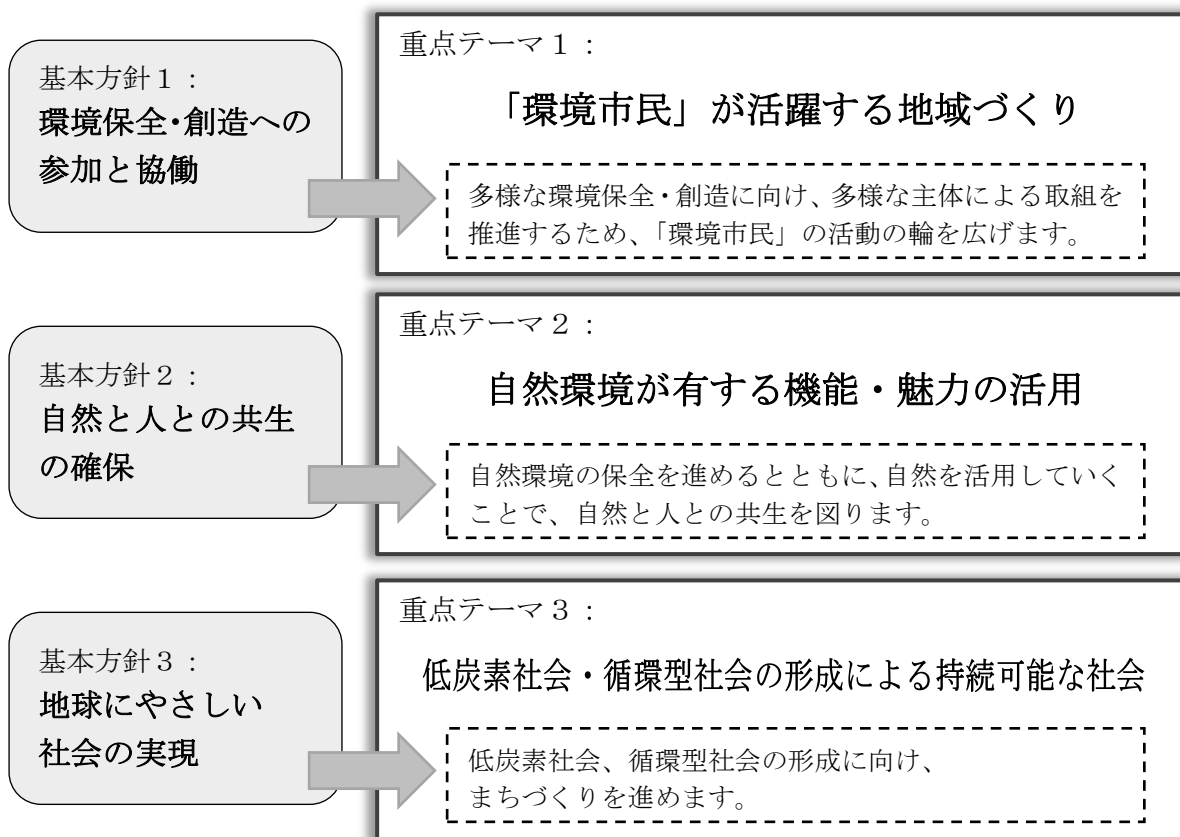 基本方針１：
環境保全・創造への
参加と協働
重点テーマ１：
「環境市民」が活躍する地域づくり
多様な環境保全・創造に向け、多様な主体による取組を
推進するため、「環境市民」の活動の輪を広げます。
基本方針２：
自然と人との共生
の確保
重点テーマ２：
自然環境が有する機能・魅力の活用
自然環境の保全を進めるとともに、自然を活用していく
ことで、自然と人との共生を図ります。
基本方針３：
地球にやさしい
社会の実現
重点テーマ３：
低炭素社会・循環型社会の形成による持続可能な社会
低炭素社会、循環型社会の形成に向け、
まちづくりを進めます。